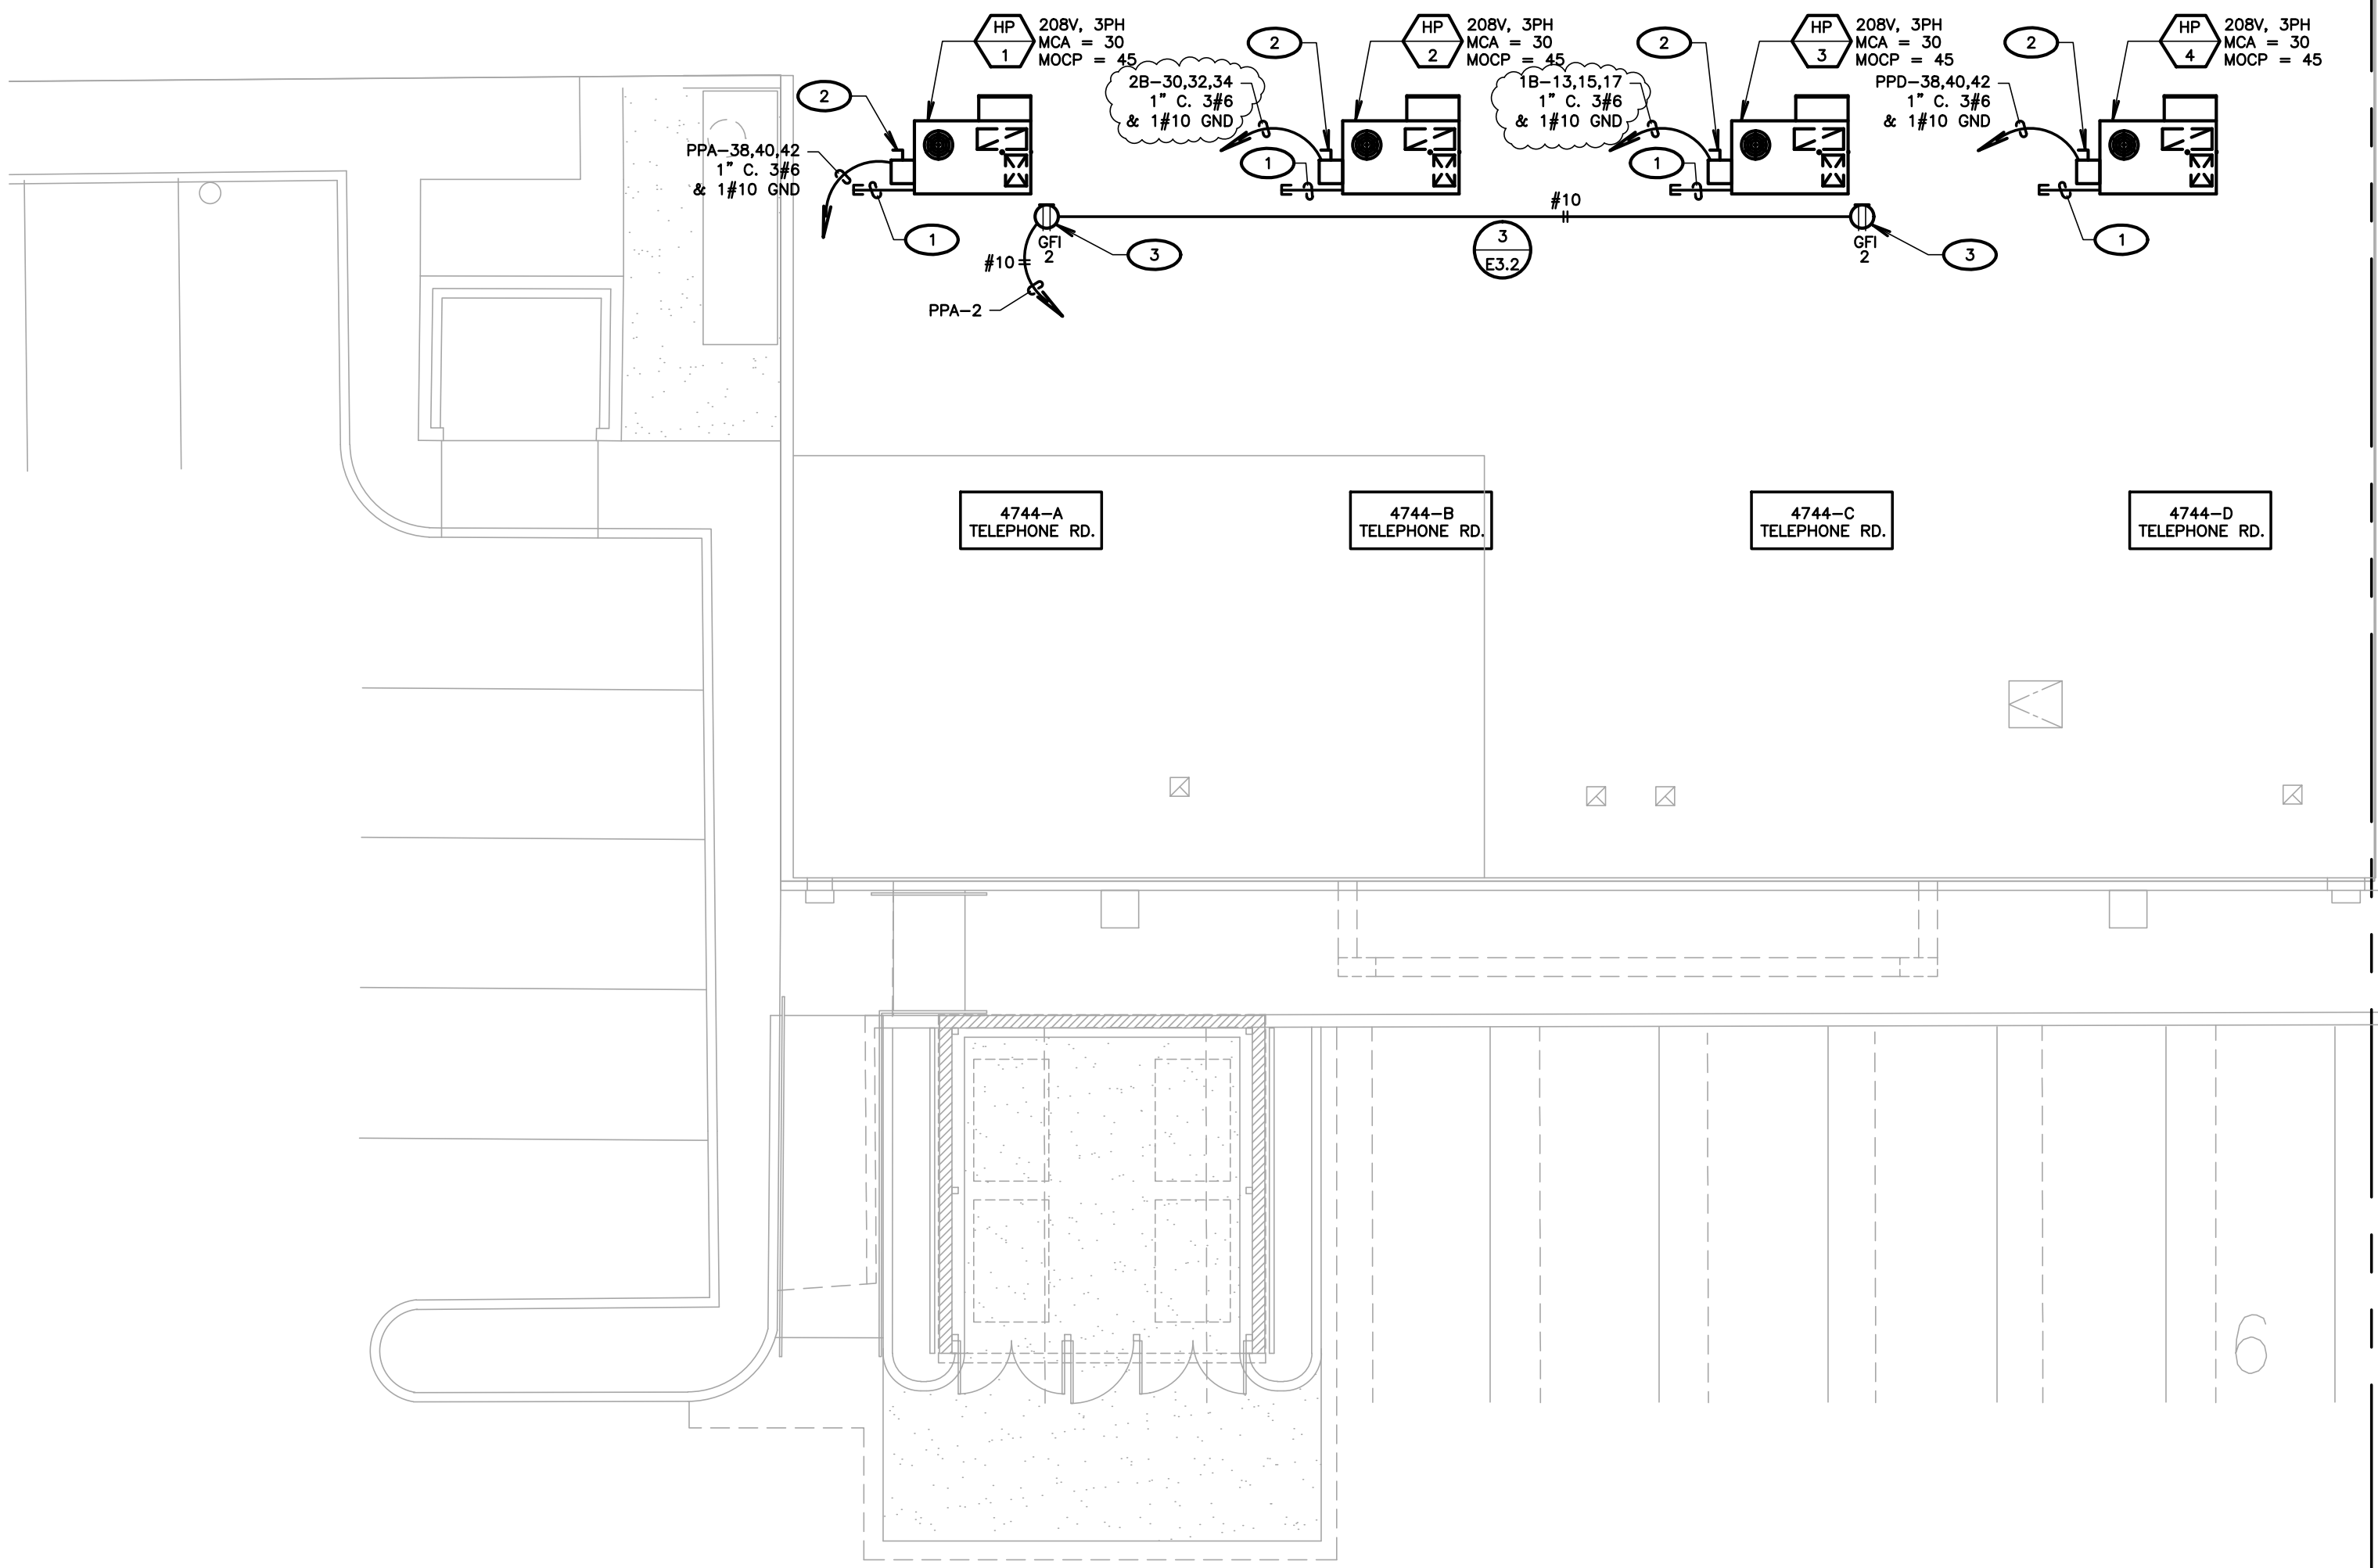 HP
1
208V, 3PH
MCA = 30
MOCP = 45
2
PPA-38,40,42
1" C. 3#6
& 1#10 GND
1
HP
2
208V, 3PH
MCA = 30
MOCP = 45
2
2B-30,32,34
1" C. 3#6
& 1#10 GND
1
HP
3
208V, 3PH
MCA = 30
MOCP = 45
2
1B-13,15,17
1" C. 3#6
& 1#10 GND
1
HP
4
208V, 3PH
MCA = 30
MOCP = 45
2
PPD-38,40,42
1" C. 3#6
& 1#10 GND
1
#10
GFI
2
3
#10
PPA-2
3
E3.2
GFI
2
3
4744-A
TELEPHONE RD.
4744-B
TELEPHONE RD.
4744-C
TELEPHONE RD.
4744-D
TELEPHONE RD.
6